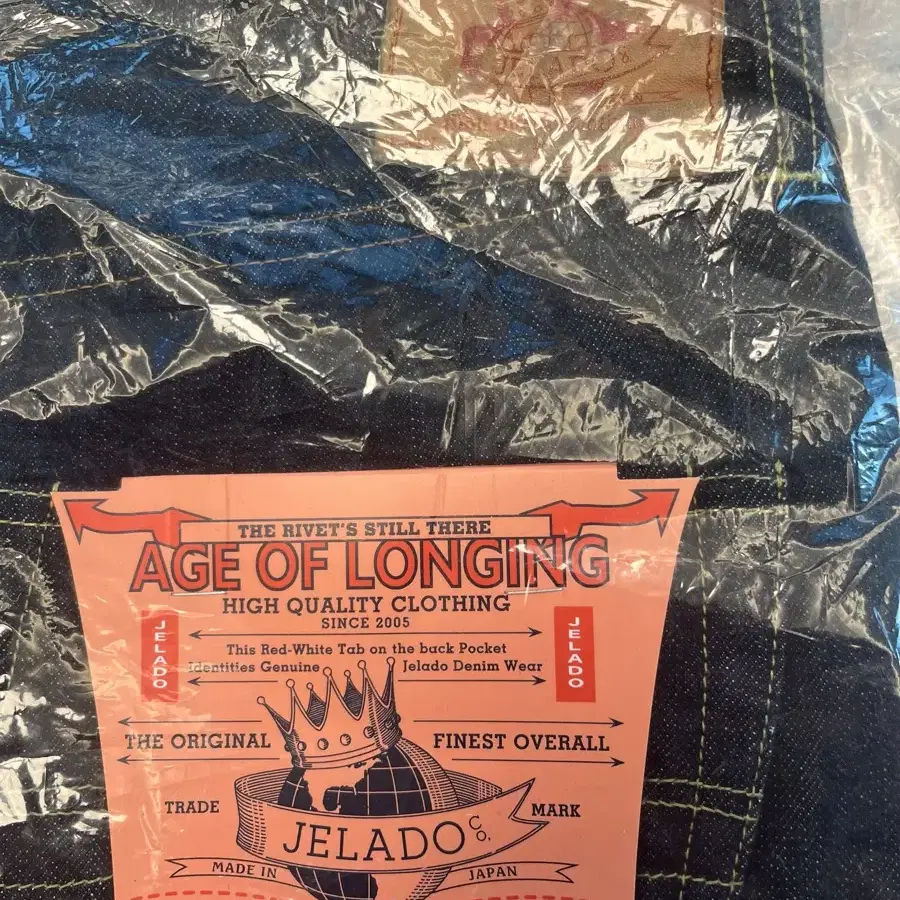 THE RIVET'S STILL THERE
AGE OF LONGING
HIGH QUALITY CLOTHING
SINCE 2005
JELADO
JELADO
This Red-White Tab on the back Pocket
Identities Genuine Jelado Denim Wear
THE ORIGINAL FINEST OVERALL
TRADE MARK
JELADO Co.
MADE IN JAPAN